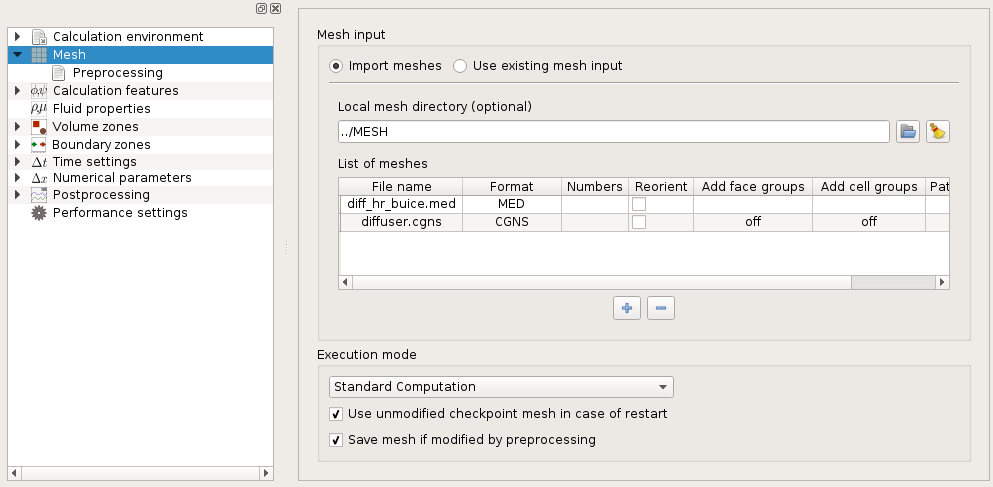 Calculation environment
Mesh
Preprocessing
Calculation features
Fluid properties
Volume zones
Boundary zones
Δt Time settings
Δx Numerical parameters
Postprocessing
Performance settings
Mesh input
Import meshes Use existing mesh input
Local mesh directory (optional)
../MESH
List of meshes
File name Format Numbers Reorient Add face groups Add cell groups Pat
diff_hr_buice.med MED
diffuser.cgns CGNS off off
Execution mode
Standard Computation
Use unmodified checkpoint mesh in case of restart
Save mesh if modified by preprocessing